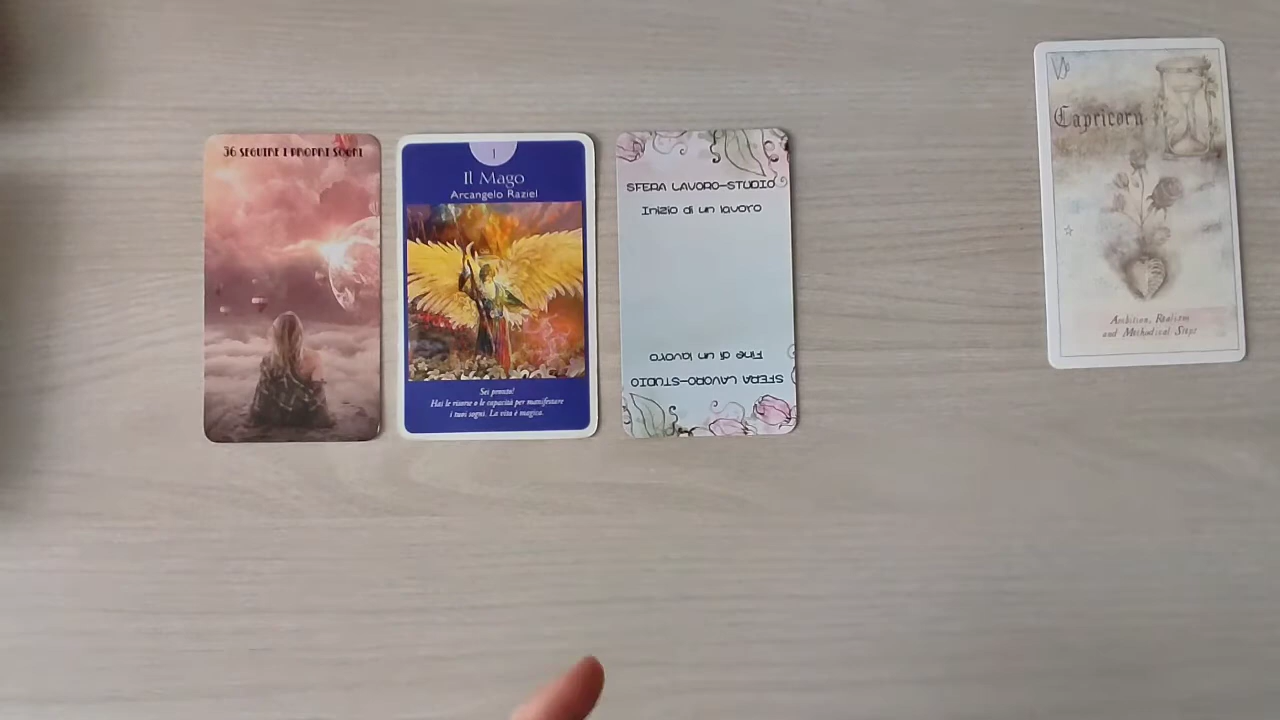 36 SEGUIRE I PROPRI SOGNI
I
Il Mago
Arcangelo Raziel
Sei pronto!
Hai le risorse e le capacità per manifestare
i tuoi sogni. La vita è magica.
SFERA LAVORO-STUDIO
Inizio di un lavoro
Fine di un lavoro
SFERA LAVORO-STUDIO
Capricorn
Ambition, Realism
and Methodical Steps